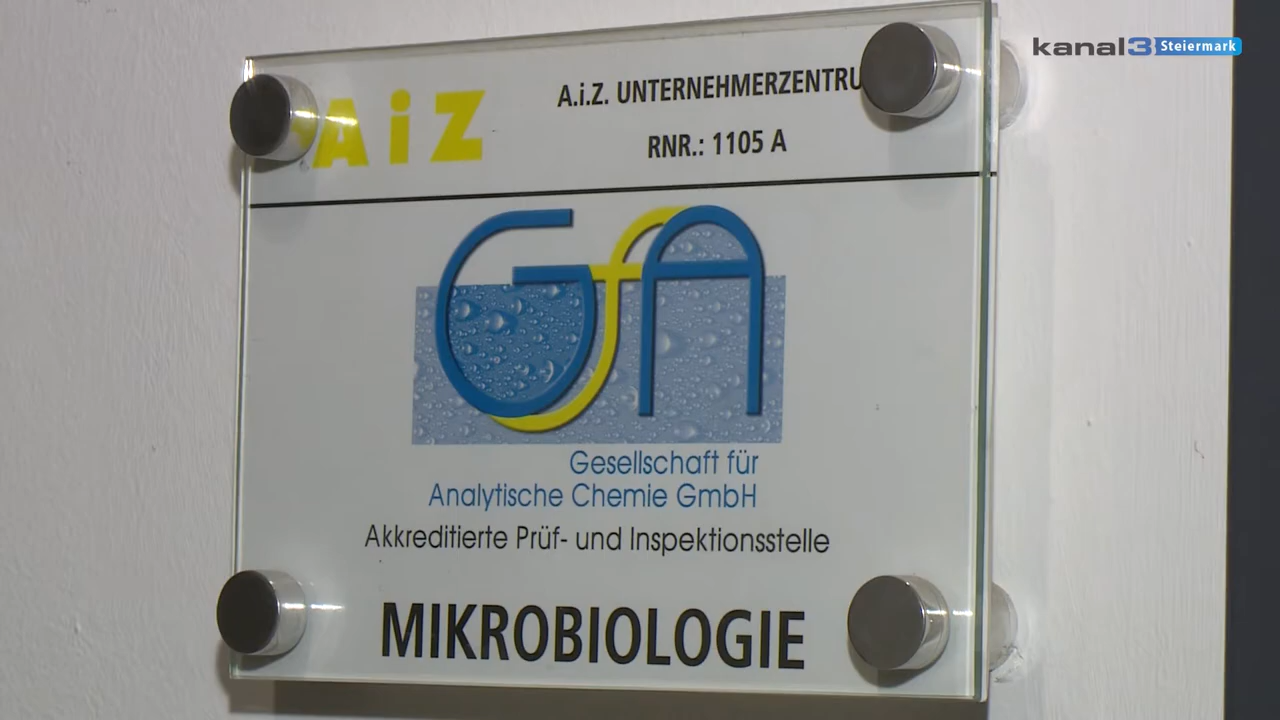 kanal3 Steiermark
AiZ
A.i.Z. UNTERNEHMERZENTRU
RNR.: 1105 A
GfA
Gesellschaft für
Analytische Chemie GmbH
Akkreditierte Prüf- und Inspektionsstelle
MIKROBIOLOGIE